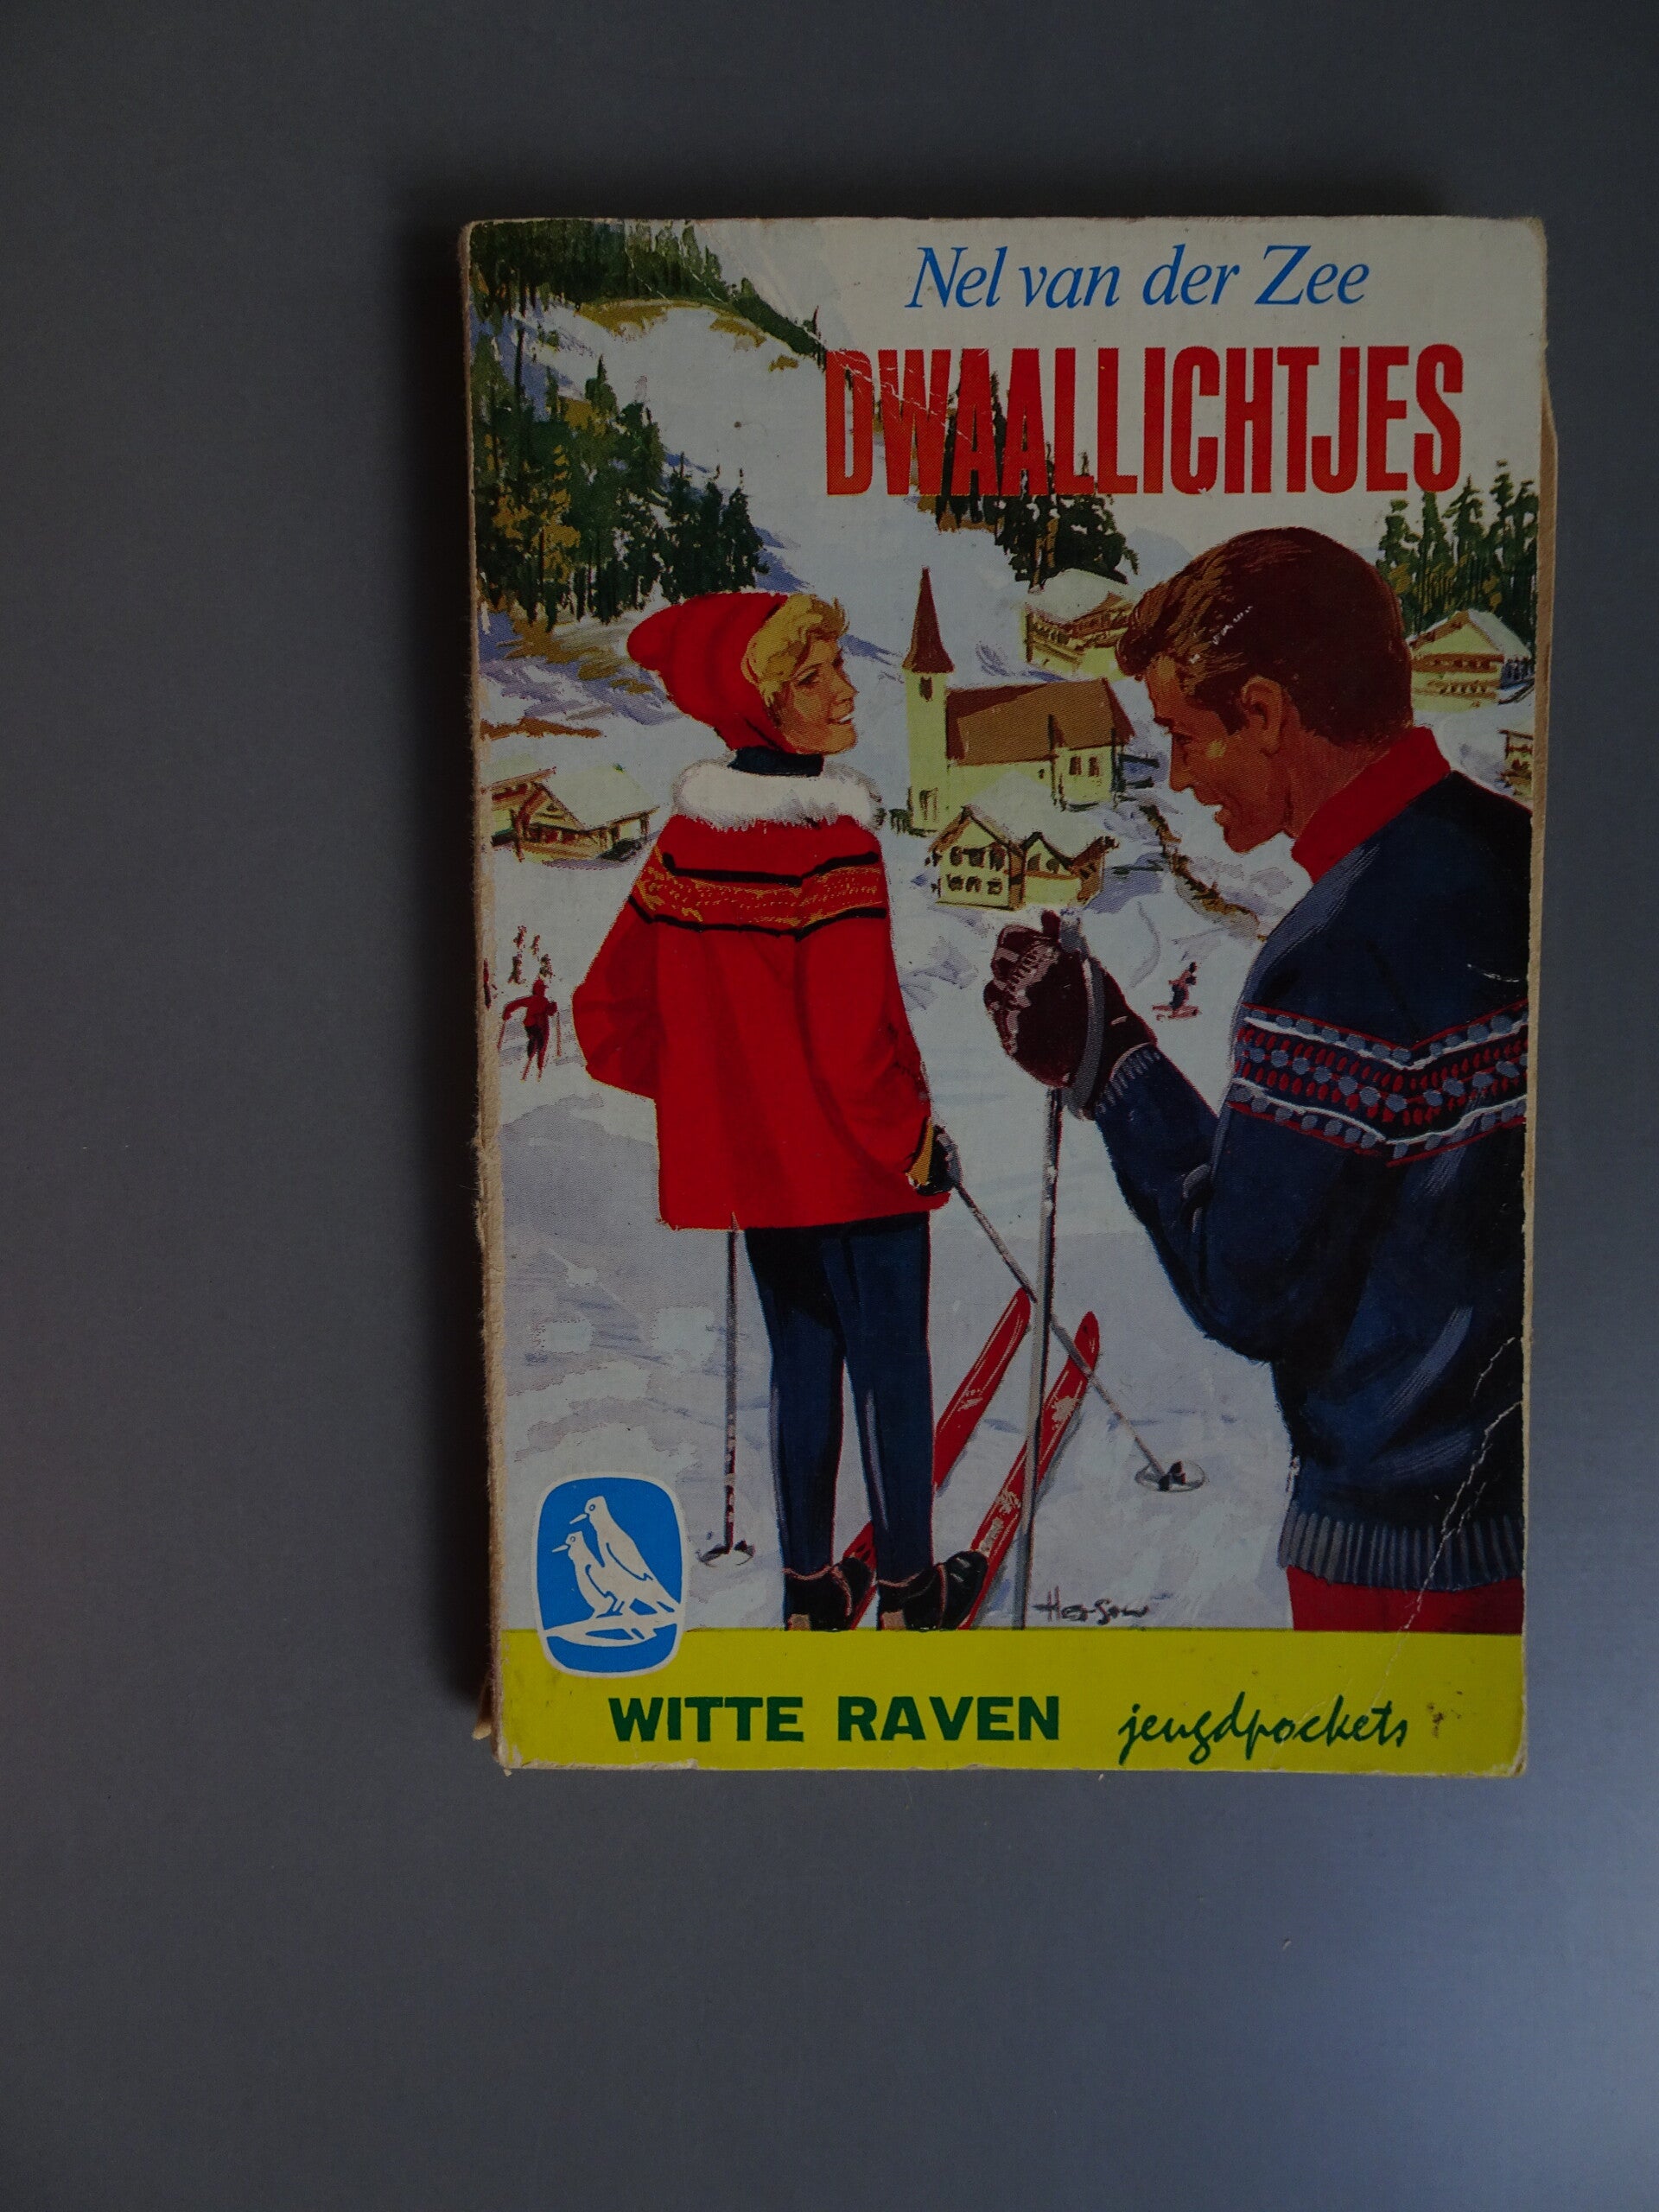 Nel van der Zee
DWAALLICHTJES
WITTE RAVEN jeugdpockets